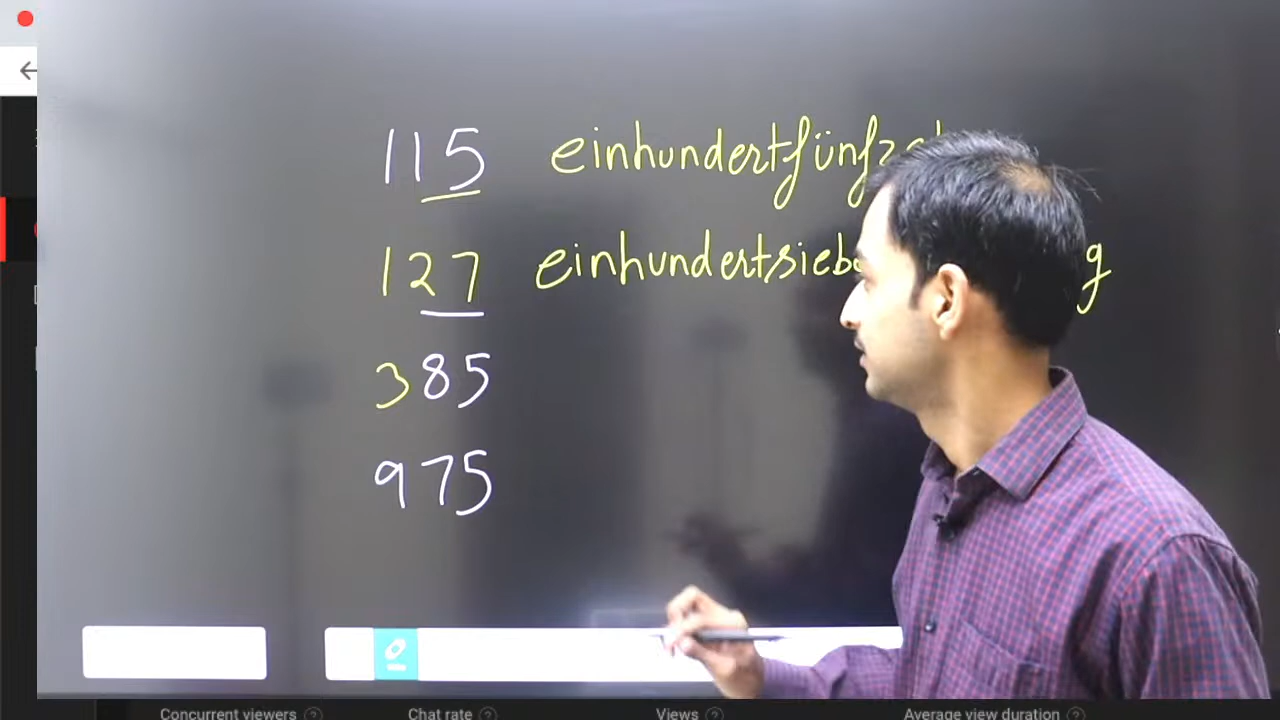 115 einhundertfünfz
127 einhundertsieb g
385
975
Concurrent viewers ? Chat rate ? Views ? Average view duration ?